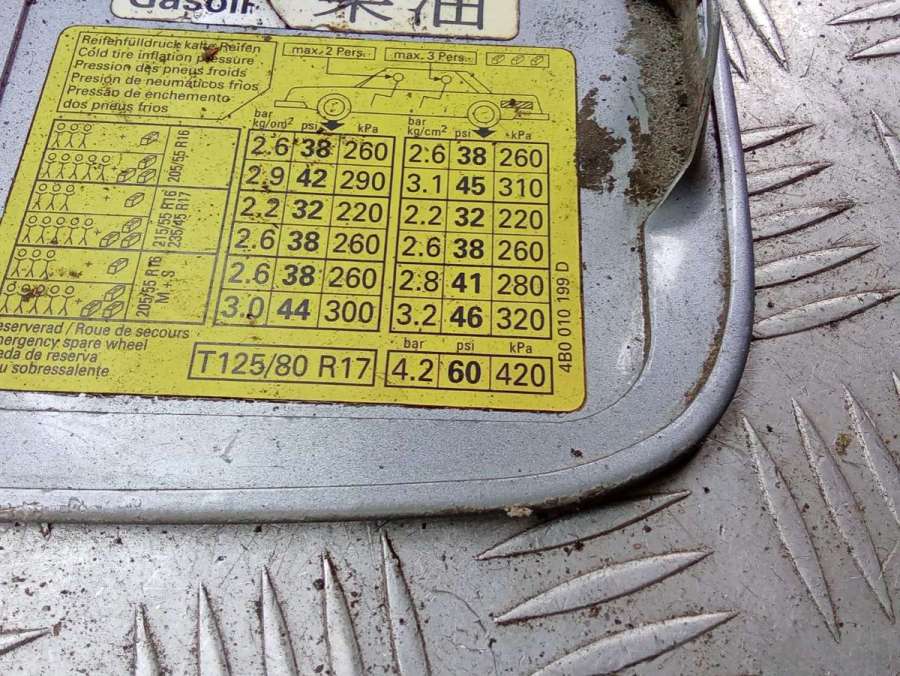 Gasoil
柴油
Reifenfülldruck kalte Reifen
Cold tire inflation pressure
Pression des pneus froids
Presion de neumáticos frios
Pressão de enchemento
dos pneus frios
max. 2 Pers.
max. 3 Pers.
bar kg/cm² psi kPa bar kg/cm² psi kPa
205/55 R16
2.6 38 260 2.6 38 260
2.9 42 290 3.1 45 310
215/55 R16
235/45 R17
2.2 32 220 2.2 32 220
2.6 38 260 2.6 38 260
205/55 R16
M+S
2.6 38 260 2.8 41 280
3.0 44 300 3.2 46 320
eserverad / Roue de secours
mergency spare wheel
eda de reserva
u sobressalente
bar psi kPa
T125/80 R17 4.2 60 420
4B0 010 199 D